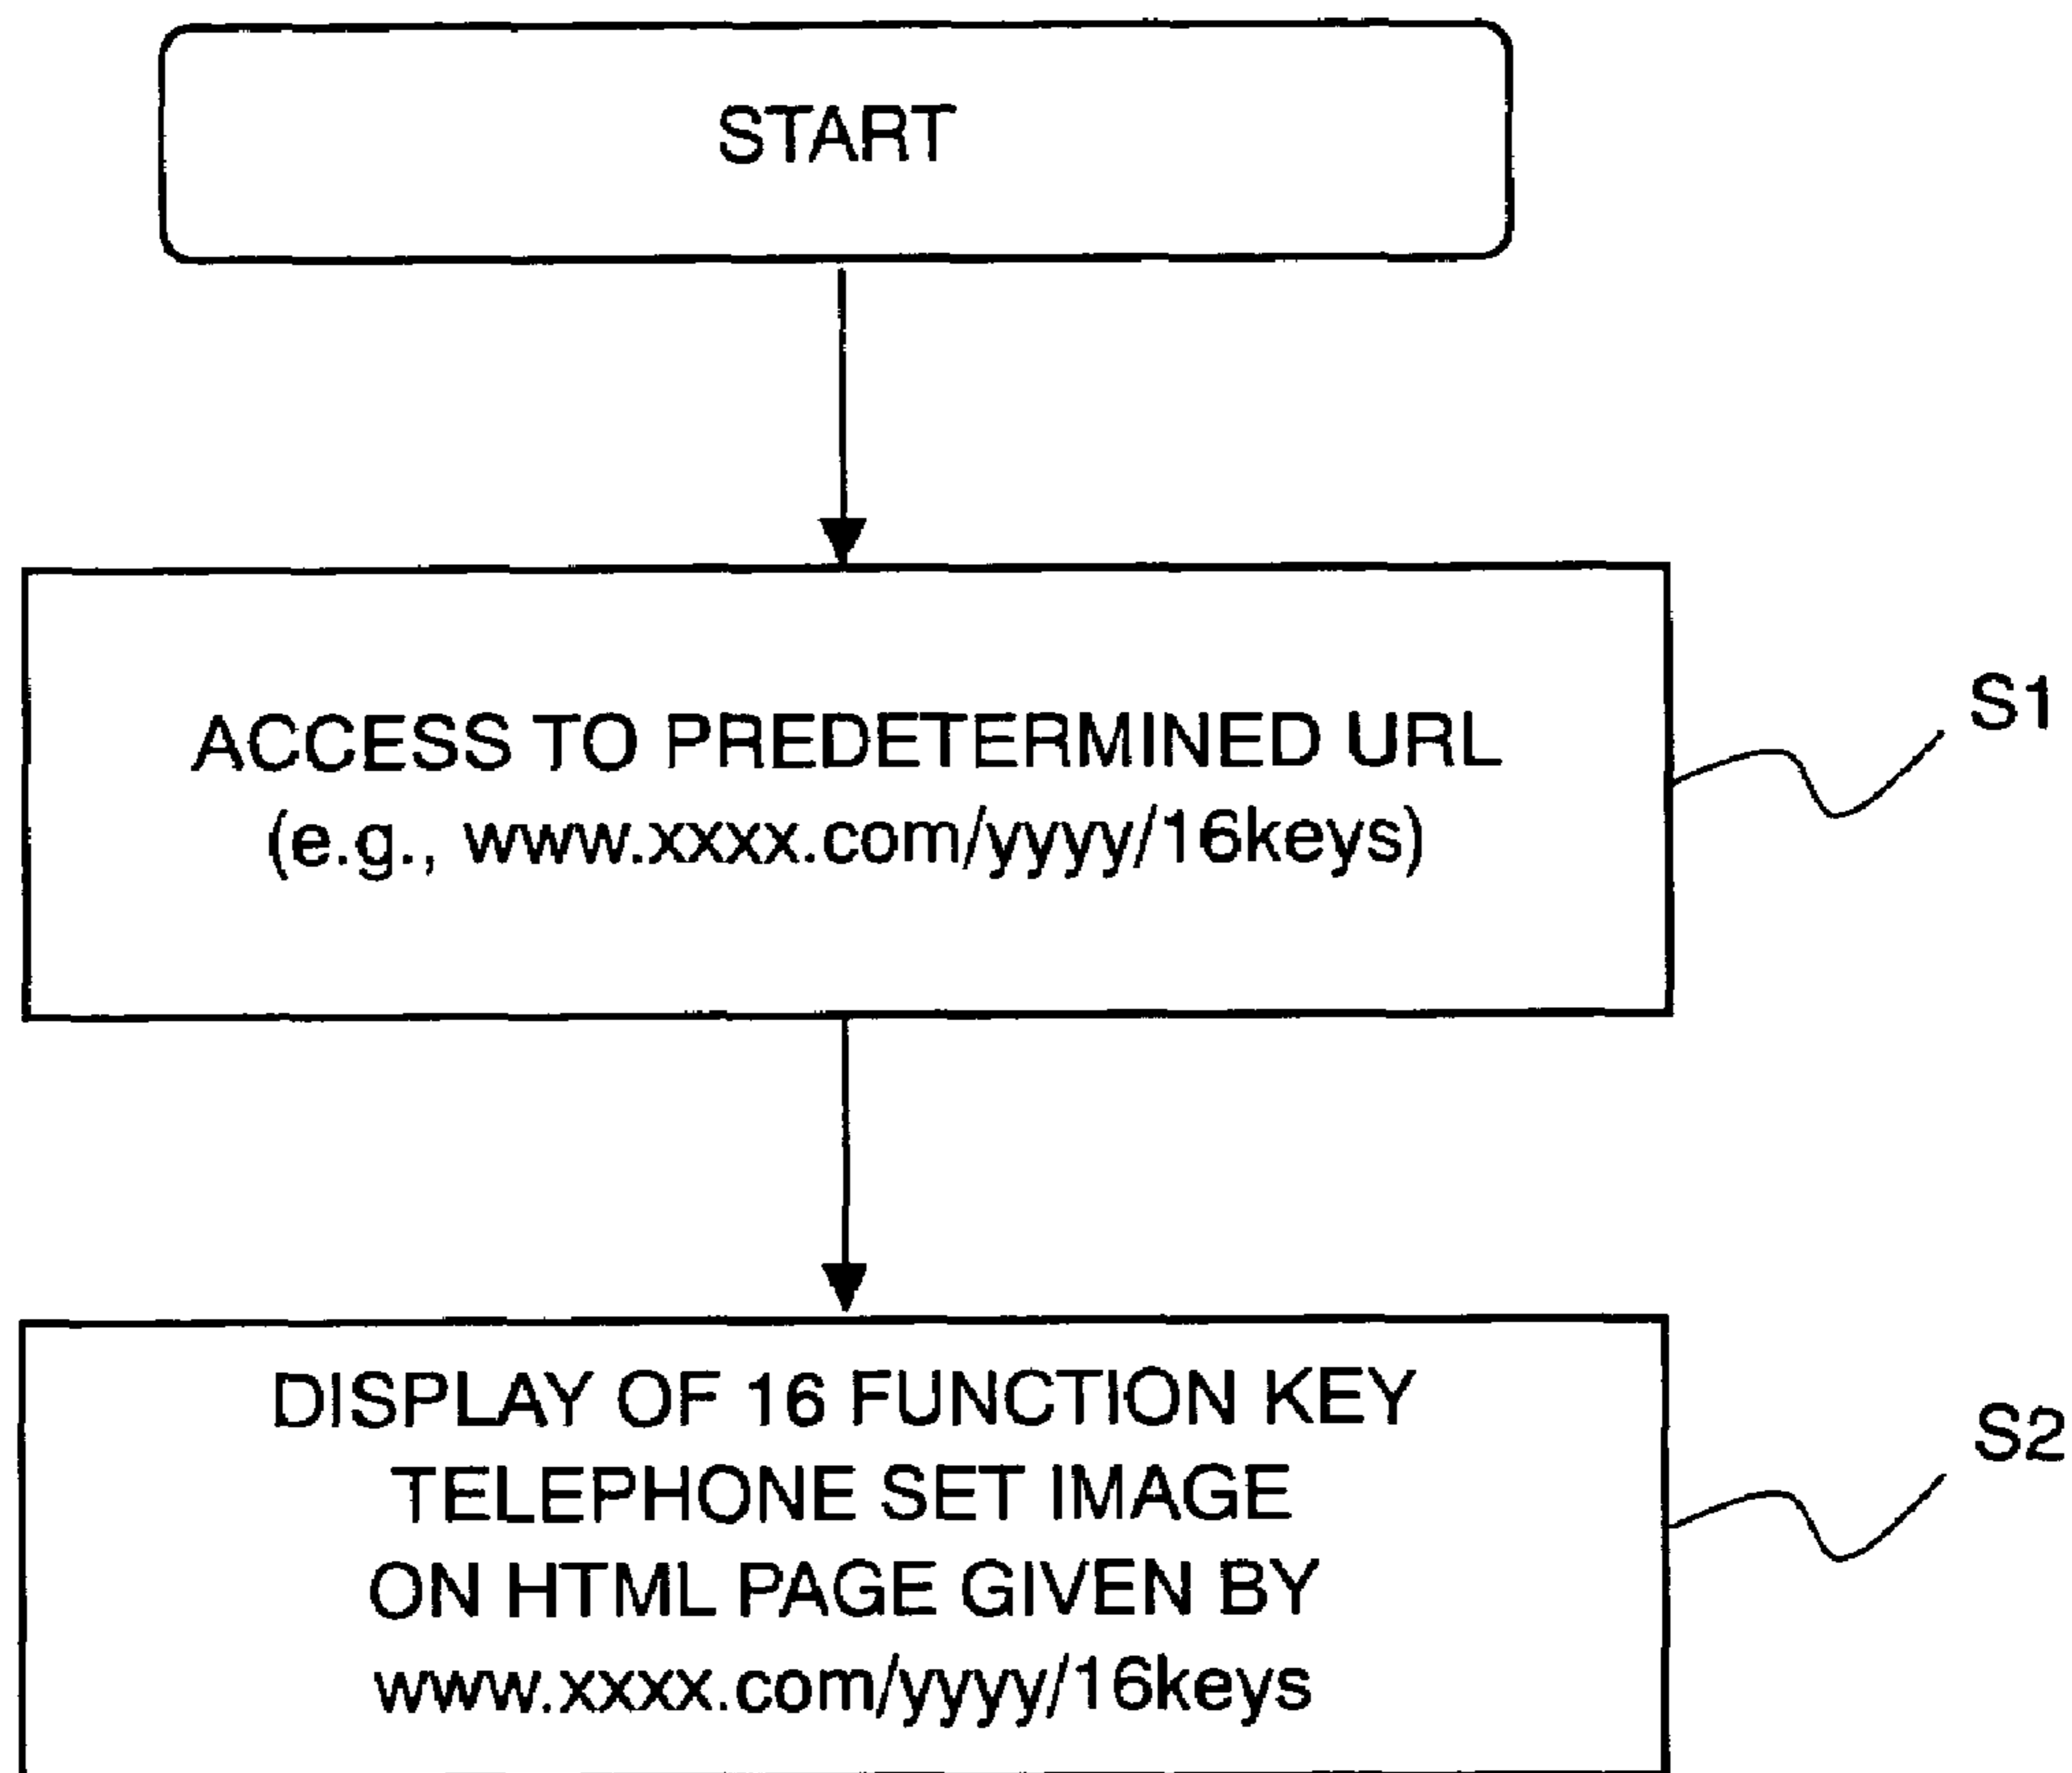 START
ACCESS TO PREDETERMINED URL
(e.g., www.xxxx.com/yyyy/16keys)
S1
DISPLAY OF 16 FUNCTION KEY
TELEPHONE SET IMAGE
ON HTML PAGE GIVEN BY
www.xxxx.com/yyyy/16keys
S2